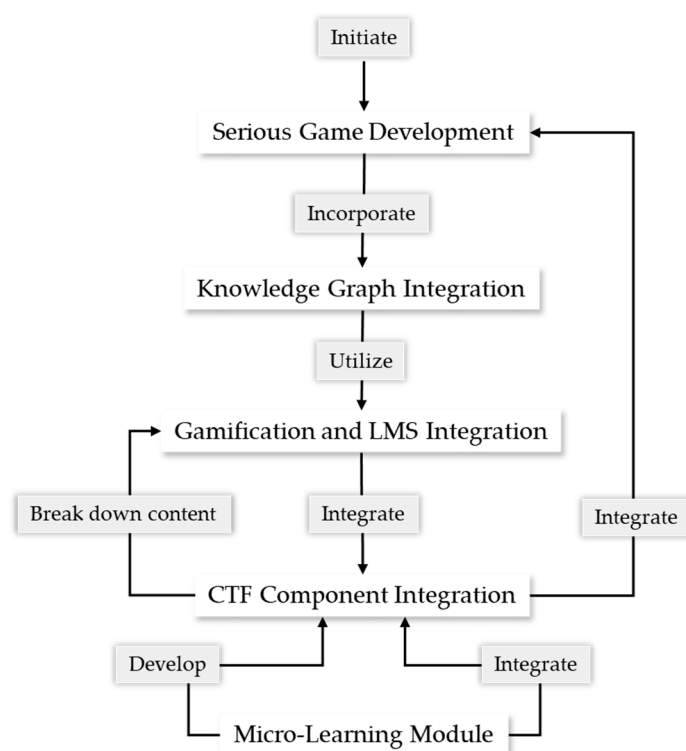 Initiate
Serious Game Development
Incorporate
Knowledge Graph Integration
Utilize
Gamification and LMS Integration
Break down content
Integrate
Integrate
CTF Component Integration
Develop
Integrate
Micro-Learning Module